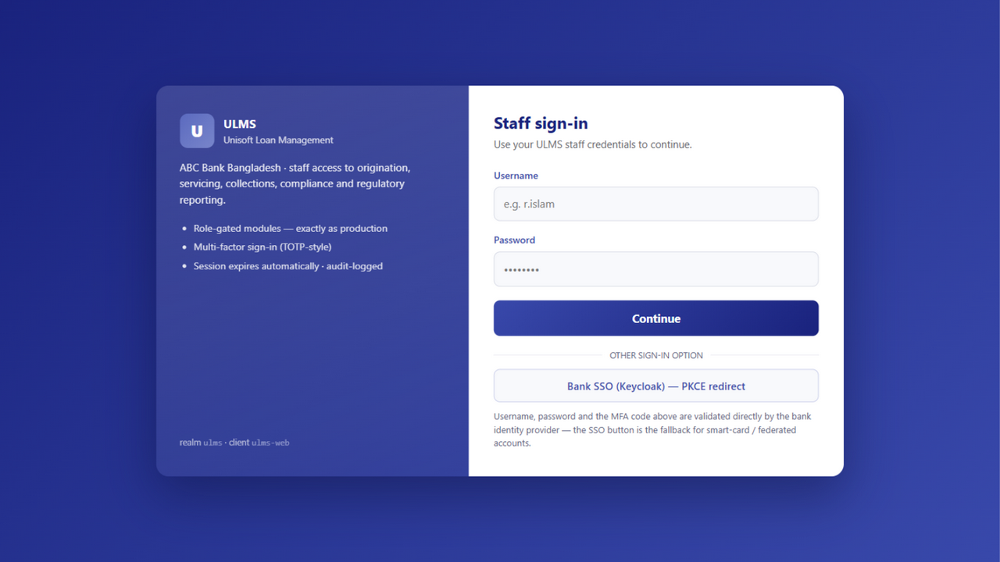 U
ULMS
Unisoft Loan Management
ABC Bank Bangladesh · staff access to origination,
servicing, collections, compliance and regulatory
reporting.
• Role-gated modules — exactly as production
• Multi-factor sign-in (TOTP-style)
• Session expires automatically · audit-logged
realm ulms · client ulms-web
Staff sign-in
Use your ULMS staff credentials to continue.
Username
e.g. r.islam
Password
••••••••
Continue
OTHER SIGN-IN OPTION
Bank SSO (Keycloak) — PKCE redirect
Username, password and the MFA code above are validated directly by the bank
identity provider — the SSO button is the fallback for smart-card / federated
accounts.